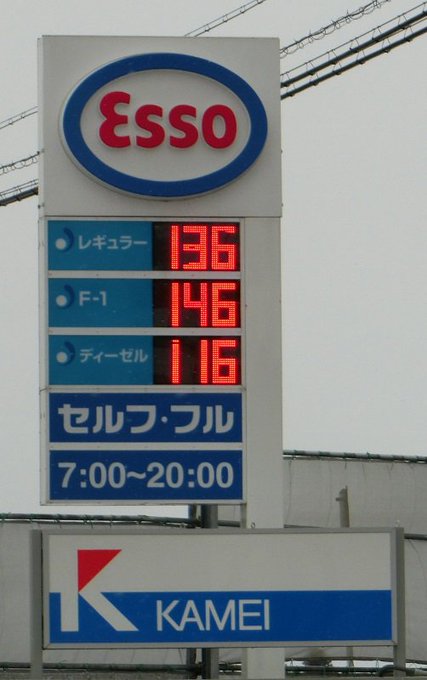 Esso
レギュラー 136
F-1 146
ディーゼル 116
セルフ・フル
7:00~20:00
K KAMEI